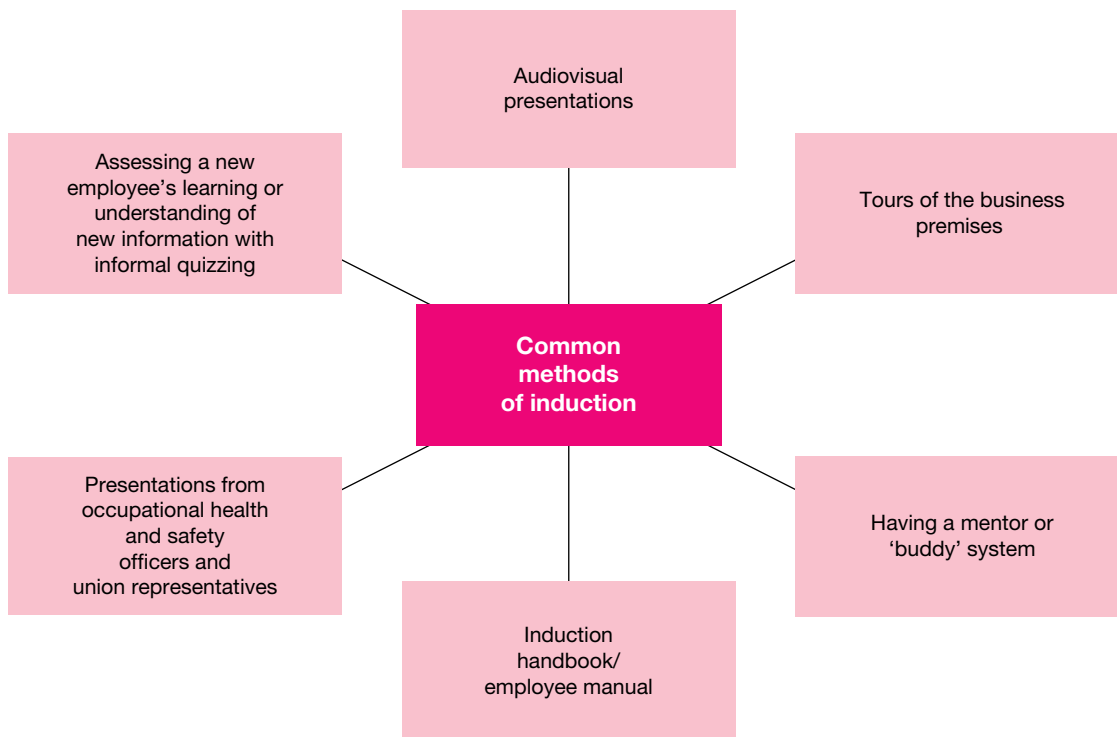 Audiovisual
presentations
Assessing a new
employee’s learning or
understanding of
new information with
informal quizzing
Tours of the business
premises
Common
methods
of induction
Presentations from
occupational health
and safety
officers and
union representatives
Having a mentor or
‘buddy’ system
Induction
handbook/
employee manual